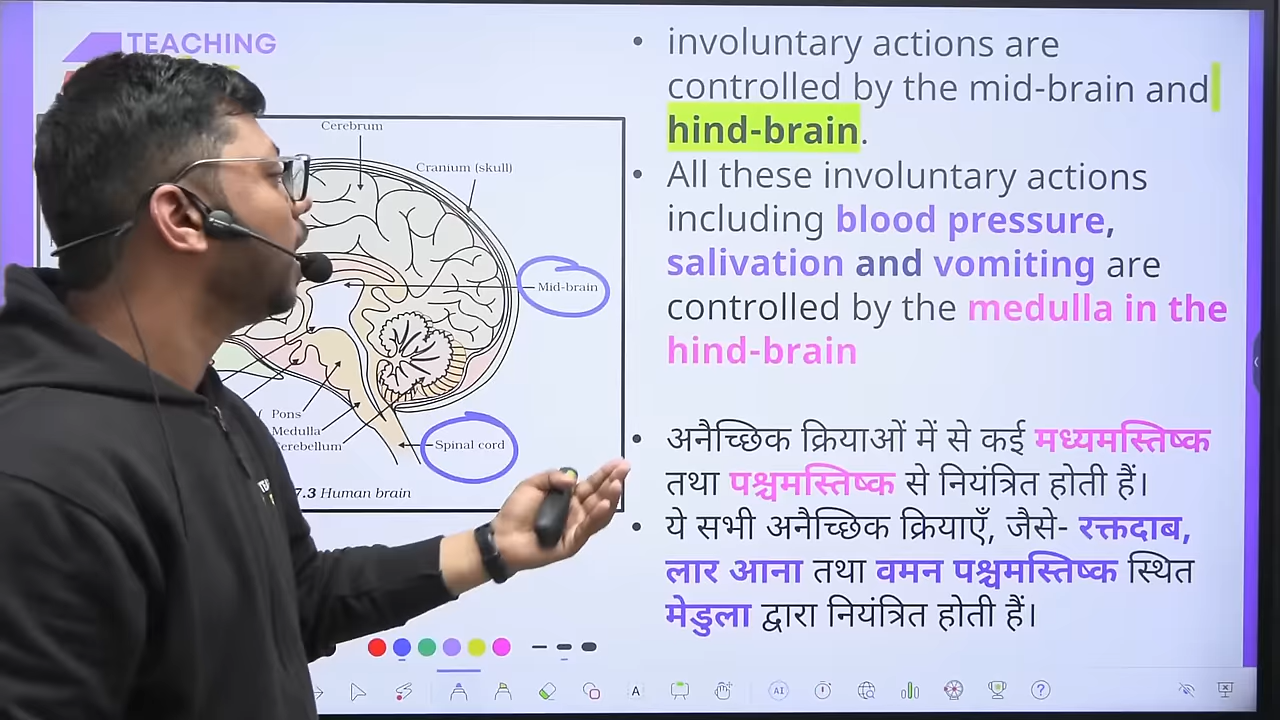 TEACHING
Cerebrum
Cranium (skull)
Mid-brain
Pons
Medulla
erebellum
Spinal cord
7.3 Human brain
• involuntary actions are
controlled by the mid-brain and
hind-brain.
• All these involuntary actions
including blood pressure,
salivation and vomiting are
controlled by the medulla in the
hind-brain
• अनैच्छिक क्रियाओं में से कई मध्यमस्तिष्क
तथा पश्चमस्तिष्क से नियंत्रित होती हैं।
• ये सभी अनैच्छिक क्रियाएँ, जैसे- रक्तदाब,
लार आना तथा वमन पश्चमस्तिष्क स्थित
मेडुला द्वारा नियंत्रित होती हैं।
A
AI
?